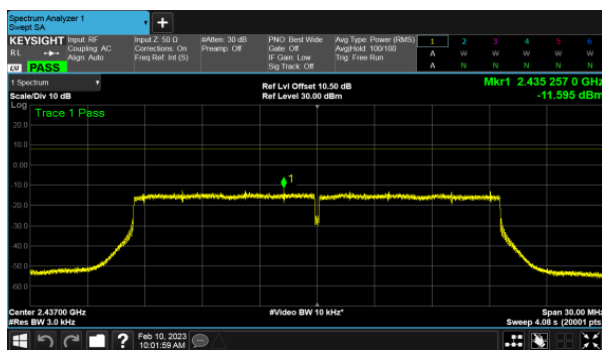 Spectrum Analyzer 1
Swept SA
KEYSIGHT Input: RF Input Z: 50 Ω #Atten: 30 dB PNO: Best Wide Avg Type: Power (RMS) 1 2 3 4 5 6
RL Coupling: AC Corrections: On Preamp: Off Gate: Off Avg|Hold: 100/100 A W W W W W
Align: Auto Freq Ref: Int (S) IF Gain: Low Trig: Free Run
LXI PASS Sig Track: Off A N N N N N
1 Spectrum Ref Lvl Offset 10.50 dB Mkr1 2.435 257 0 GHz
Scale/Div 10 dB Ref Level 30.00 dBm -11.595 dBm
Log
Trace 1 Pass
20.0
10.0
0.00
-10.0
1
-20.0
-30.0
-40.0
-50.0
-60.0
Center 2.43700 GHz #Video BW 10 kHz* Span 30.00 MHz
#Res BW 3.0 kHz Sweep 4.08 s (20001 pts)
? Feb 10, 2023
10:01:59 AM